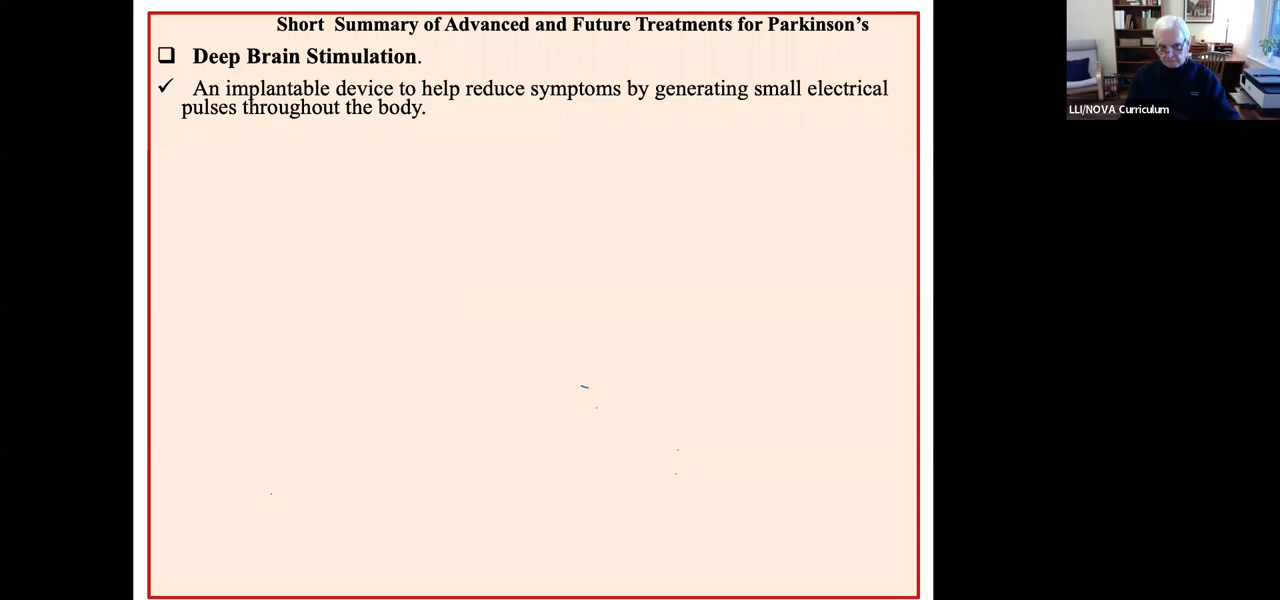 Short Summary of Advanced and Future Treatments for Parkinson’s
Deep Brain Stimulation.
An implantable device to help reduce symptoms by generating small electrical
pulses throughout the body.
LLI/NOVA Curriculum